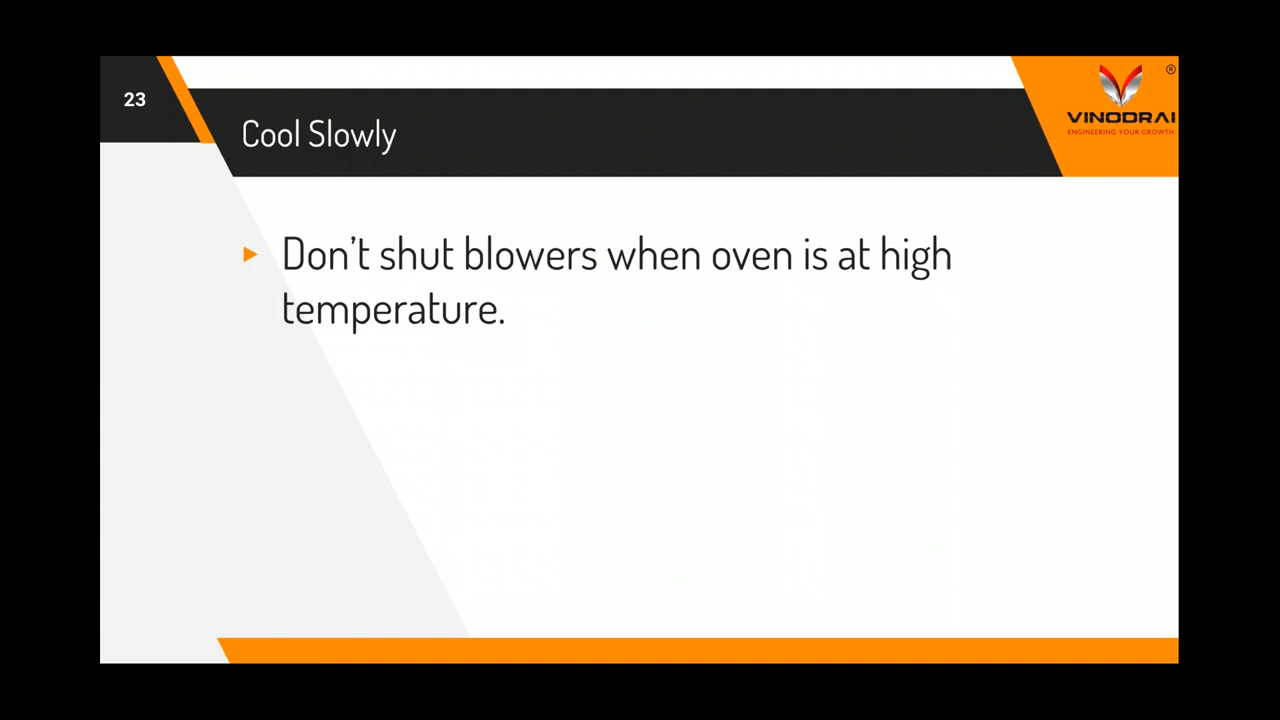 23
Cool Slowly
®
VINODRAI
ENGINEERING YOUR GROWTH
Don't shut blowers when oven is at high
temperature.